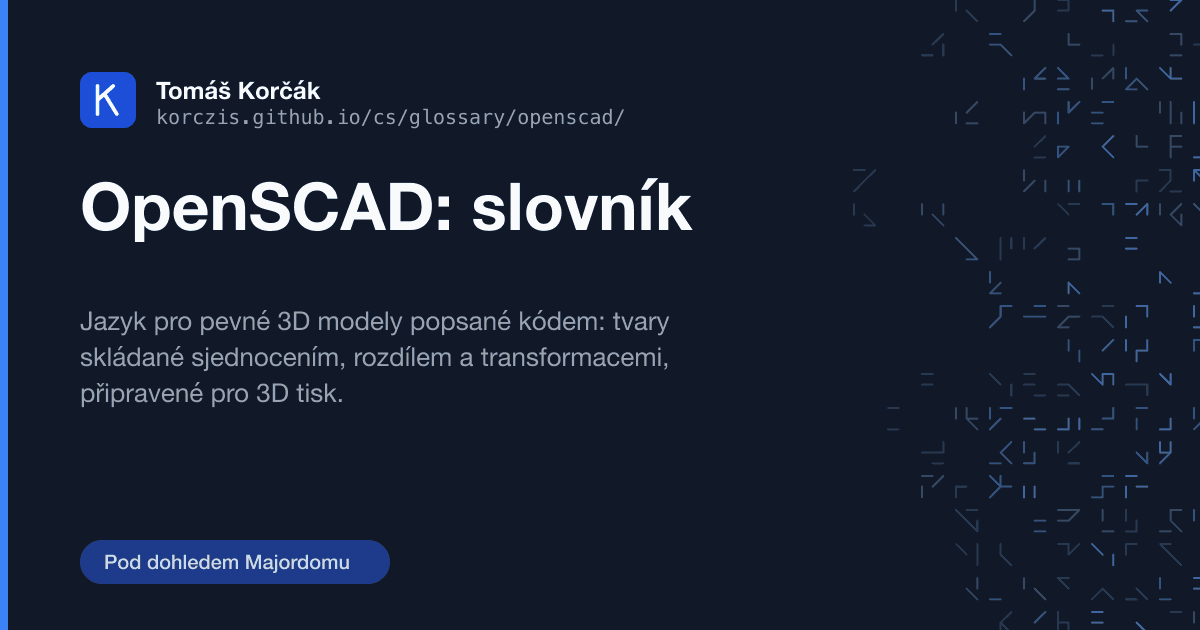 K
Tomáš Korčák
korczis.github.io/cs/glossary/openscad/
OpenSCAD: slovník
Jazyk pro pevné 3D modely popsané kódem: tvary
skládané sjednocením, rozdílem a transformacemi,
připravené pro 3D tisk.
Pod dohledem Majordomu